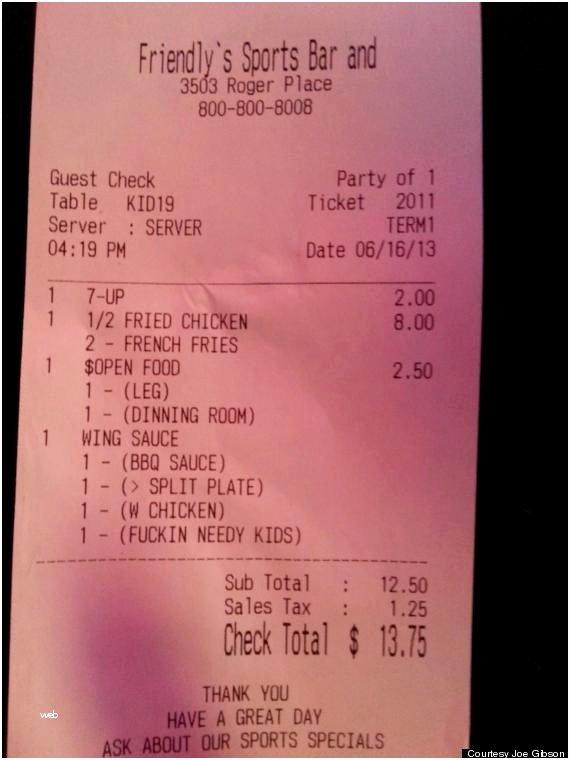 Friendly`s Sports Bar and
3503 Roger Place
800-800-8008
Guest Check Party of 1
Table KID19 Ticket 2011
Server : SERVER TERM1
04:19 PM Date 06/16/13
1 7-UP 2.00
1 1/2 FRIED CHICKEN 8.00
2 - FRENCH FRIES
1 $OPEN FOOD 2.50
1 - (LEG)
1 - (DINNING ROOM)
1 WING SAUCE
1 - (BBQ SAUCE)
1 - (> SPLIT PLATE)
1 - (W CHICKEN)
1 - (FUCKIN NEEDY KIDS)
Sub Total : 12.50
Sales Tax : 1.25
Check Total $ 13.75
THANK YOU
HAVE A GREAT DAY
ASK ABOUT OUR SPORTS SPECIALS
web
Courtesy Joe Gibson